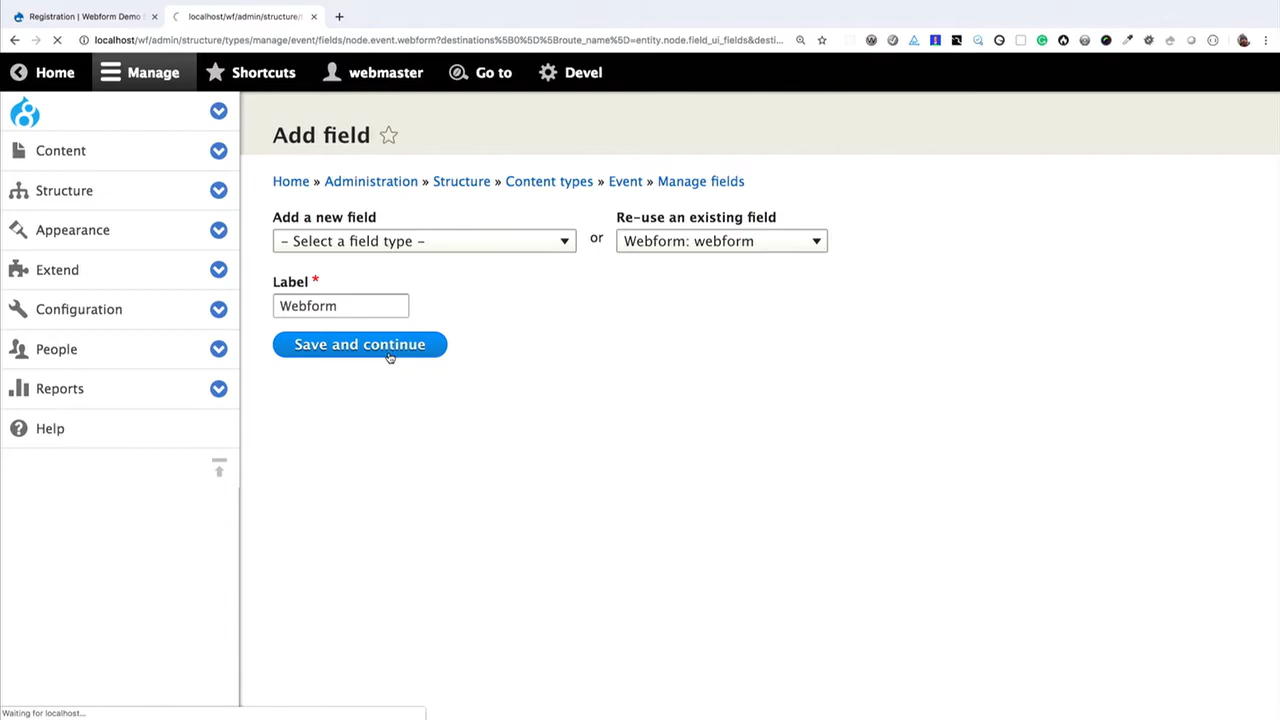 Registration | Webform Demo
localhost/wf/admin/structure/
localhost/wf/admin/structure/types/manage/event/fields/node.event.webform?destinations%5B0%5D%5Broute_name%5D=entity.node.field_ui_fields&desti...
Home
Manage
Shortcuts
webmaster
Go to
Devel
Content
Structure
Appearance
Extend
Configuration
People
Reports
Help
Add field
Home » Administration » Structure » Content types » Event » Manage fields
Add a new field
– Select a field type –
or
Re-use an existing field
Webform: webform
Label *
Webform
Save and continue
Waiting for localhost...